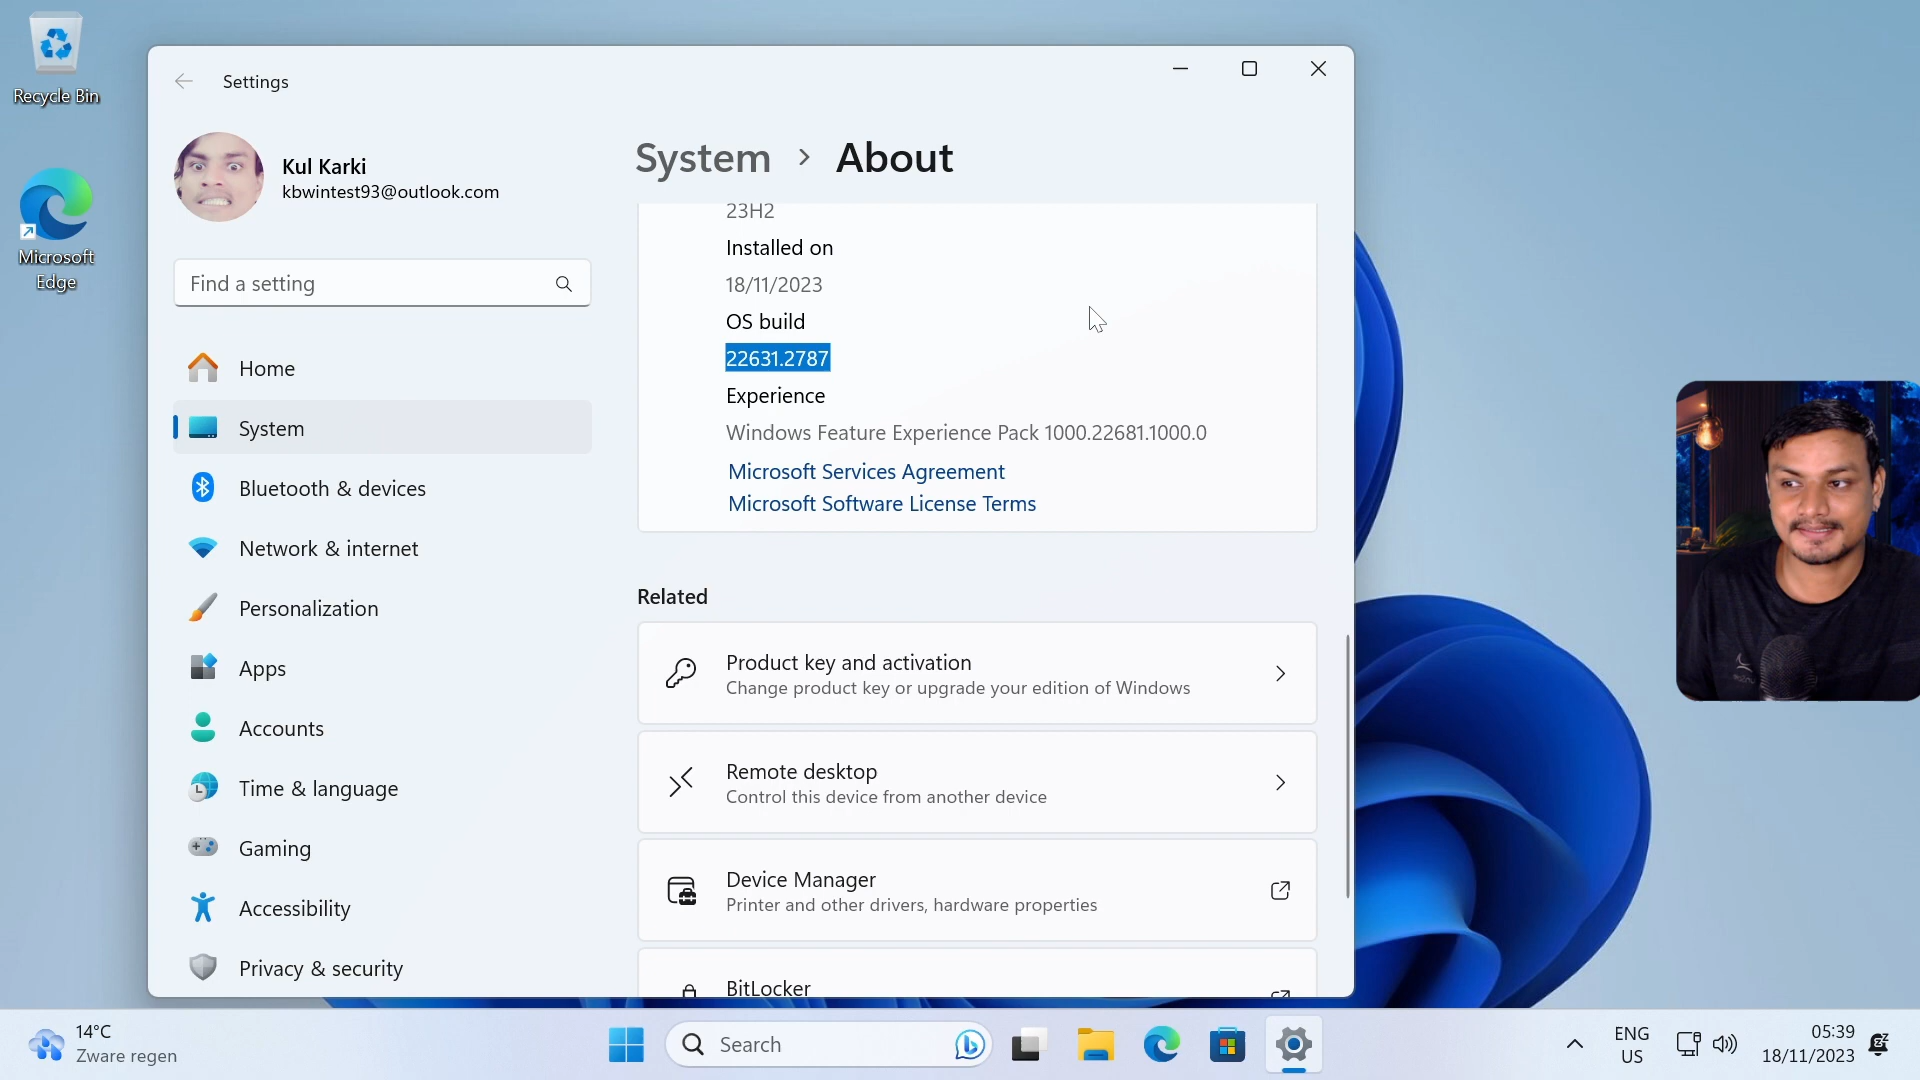 Recycle Bin
Microsoft
Edge
Settings
Kul Karki
kbwintest93@outlook.com
Find a setting
Home
System
Bluetooth & devices
Network & internet
Personalization
Apps
Accounts
Time & language
Gaming
Accessibility
Privacy & security
System > About
23H2
Installed on
18/11/2023
OS build
22631.2787
Experience
Windows Feature Experience Pack 1000.22681.1000.0
Microsoft Services Agreement
Microsoft Software License Terms
Related
Product key and activation
Change product key or upgrade your edition of Windows
Remote desktop
Control this device from another device
Device Manager
Printer and other drivers, hardware properties
BitLocker
14°C
Zware regen
Search
ENG
US
05:39
18/11/2023